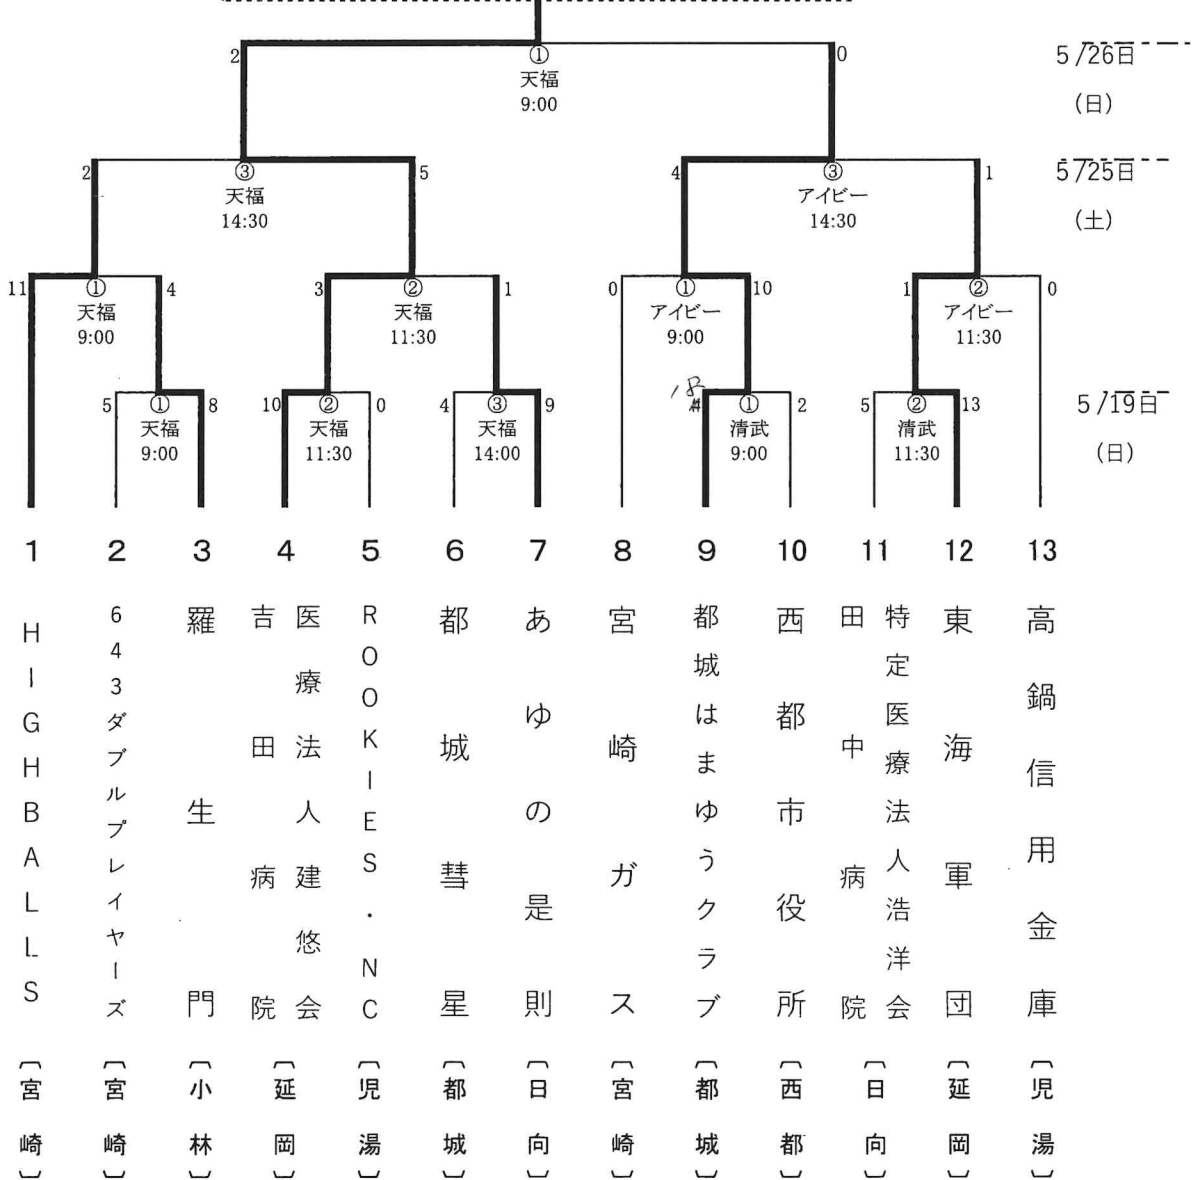 2 ① 0 5/26日
天福
9:00 (日)
2 ③ 5 4 ③ 1 5/25日
天福 アイビー
14:30 14:30 (土)
11 ① 4 3 ② 1 0 ① 10 1 ② 0
天福 天福 アイビー アイビー
9:00 11:30 9:00 11:30
5 ① 8 10 ② 0 4 ③ 9 ① 2 5 ② 13 5/19日
天福 天福 天福 清武 清武
9:00 11:30 14:00 9:00 11:30 (日)
1 2 3 4 5 6 7 8 9 10 11 12 13
HIGHBALLS
643ダブルプレイヤーズ
羅生門
医療法人建悠会
吉田病院
ROOKIES.NC
都城彗星
あゆの是則
宮崎ガス
都城はまゆうクラブ
西都市役所
特定医療法人浩洋会
田中病院
東海軍団
高鍋信用金庫
〔宮崎〕
〔宮崎〕
〔小林〕
〔延岡〕
〔児湯〕
〔都城〕
〔日向〕
〔宮崎〕
〔都城〕
〔西都〕
〔日向〕
〔延岡〕
〔児湯〕